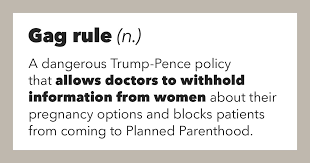 Gag rule (n.)
A dangerous Trump-Pence policy
that allows doctors to withhold
information from women about their
pregnancy options and blocks patients
from coming to Planned Parenthood.